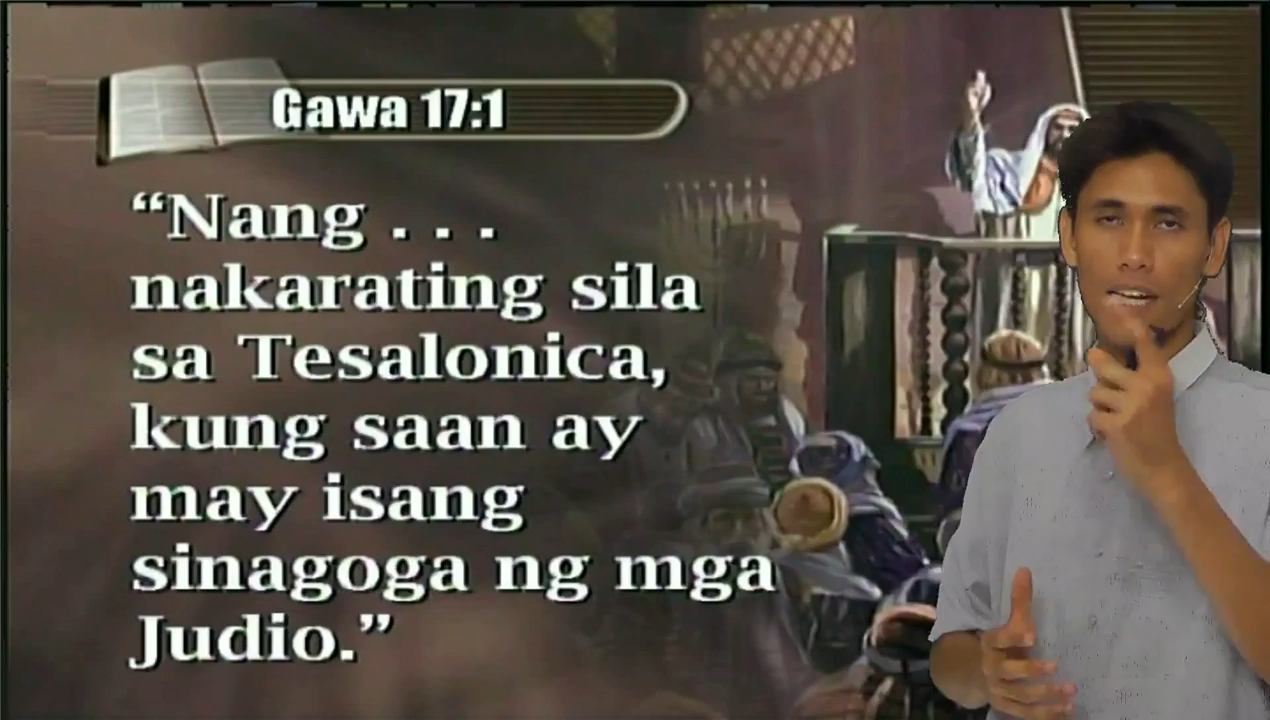 Gawa 17:1
“Nang . . .
nakarating sila
sa Tesalonica,
kung saan ay
may isang
sinagoga ng mga
Judio.”